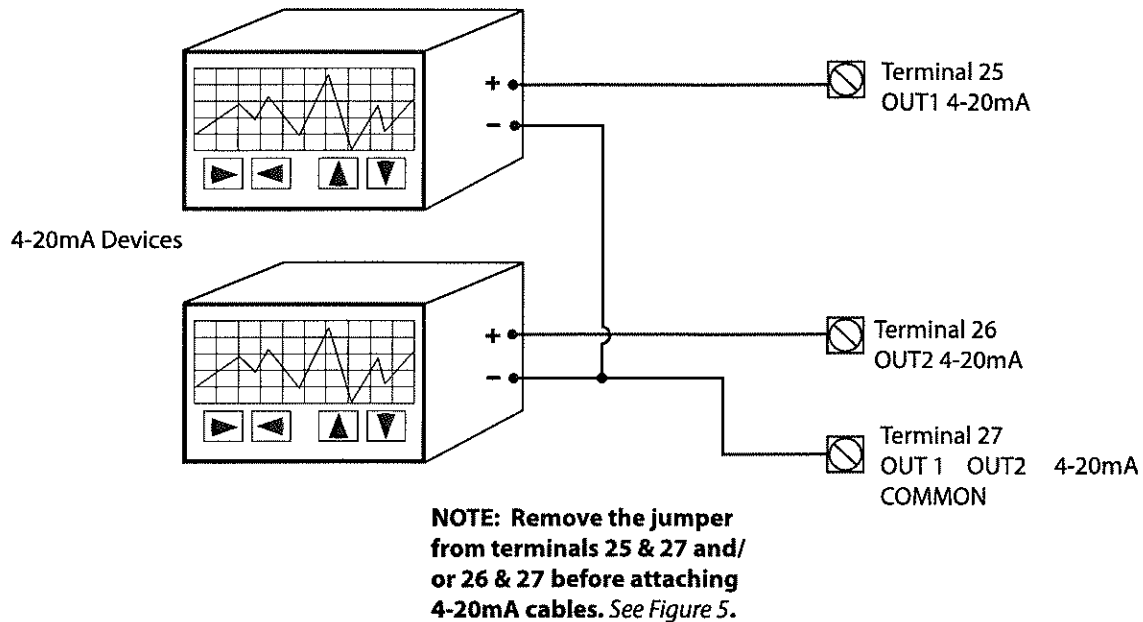 +
Terminal 25
OUT1 4-20mA
-
4-20mA Devices
+
Terminal 26
OUT2 4-20mA
-
Terminal 27
OUT 1 OUT2 4-20mA
COMMON
NOTE: Remove the jumper
from terminals 25 & 27 and/
or 26 & 27 before attaching
4-20mA cables. See Figure 5.